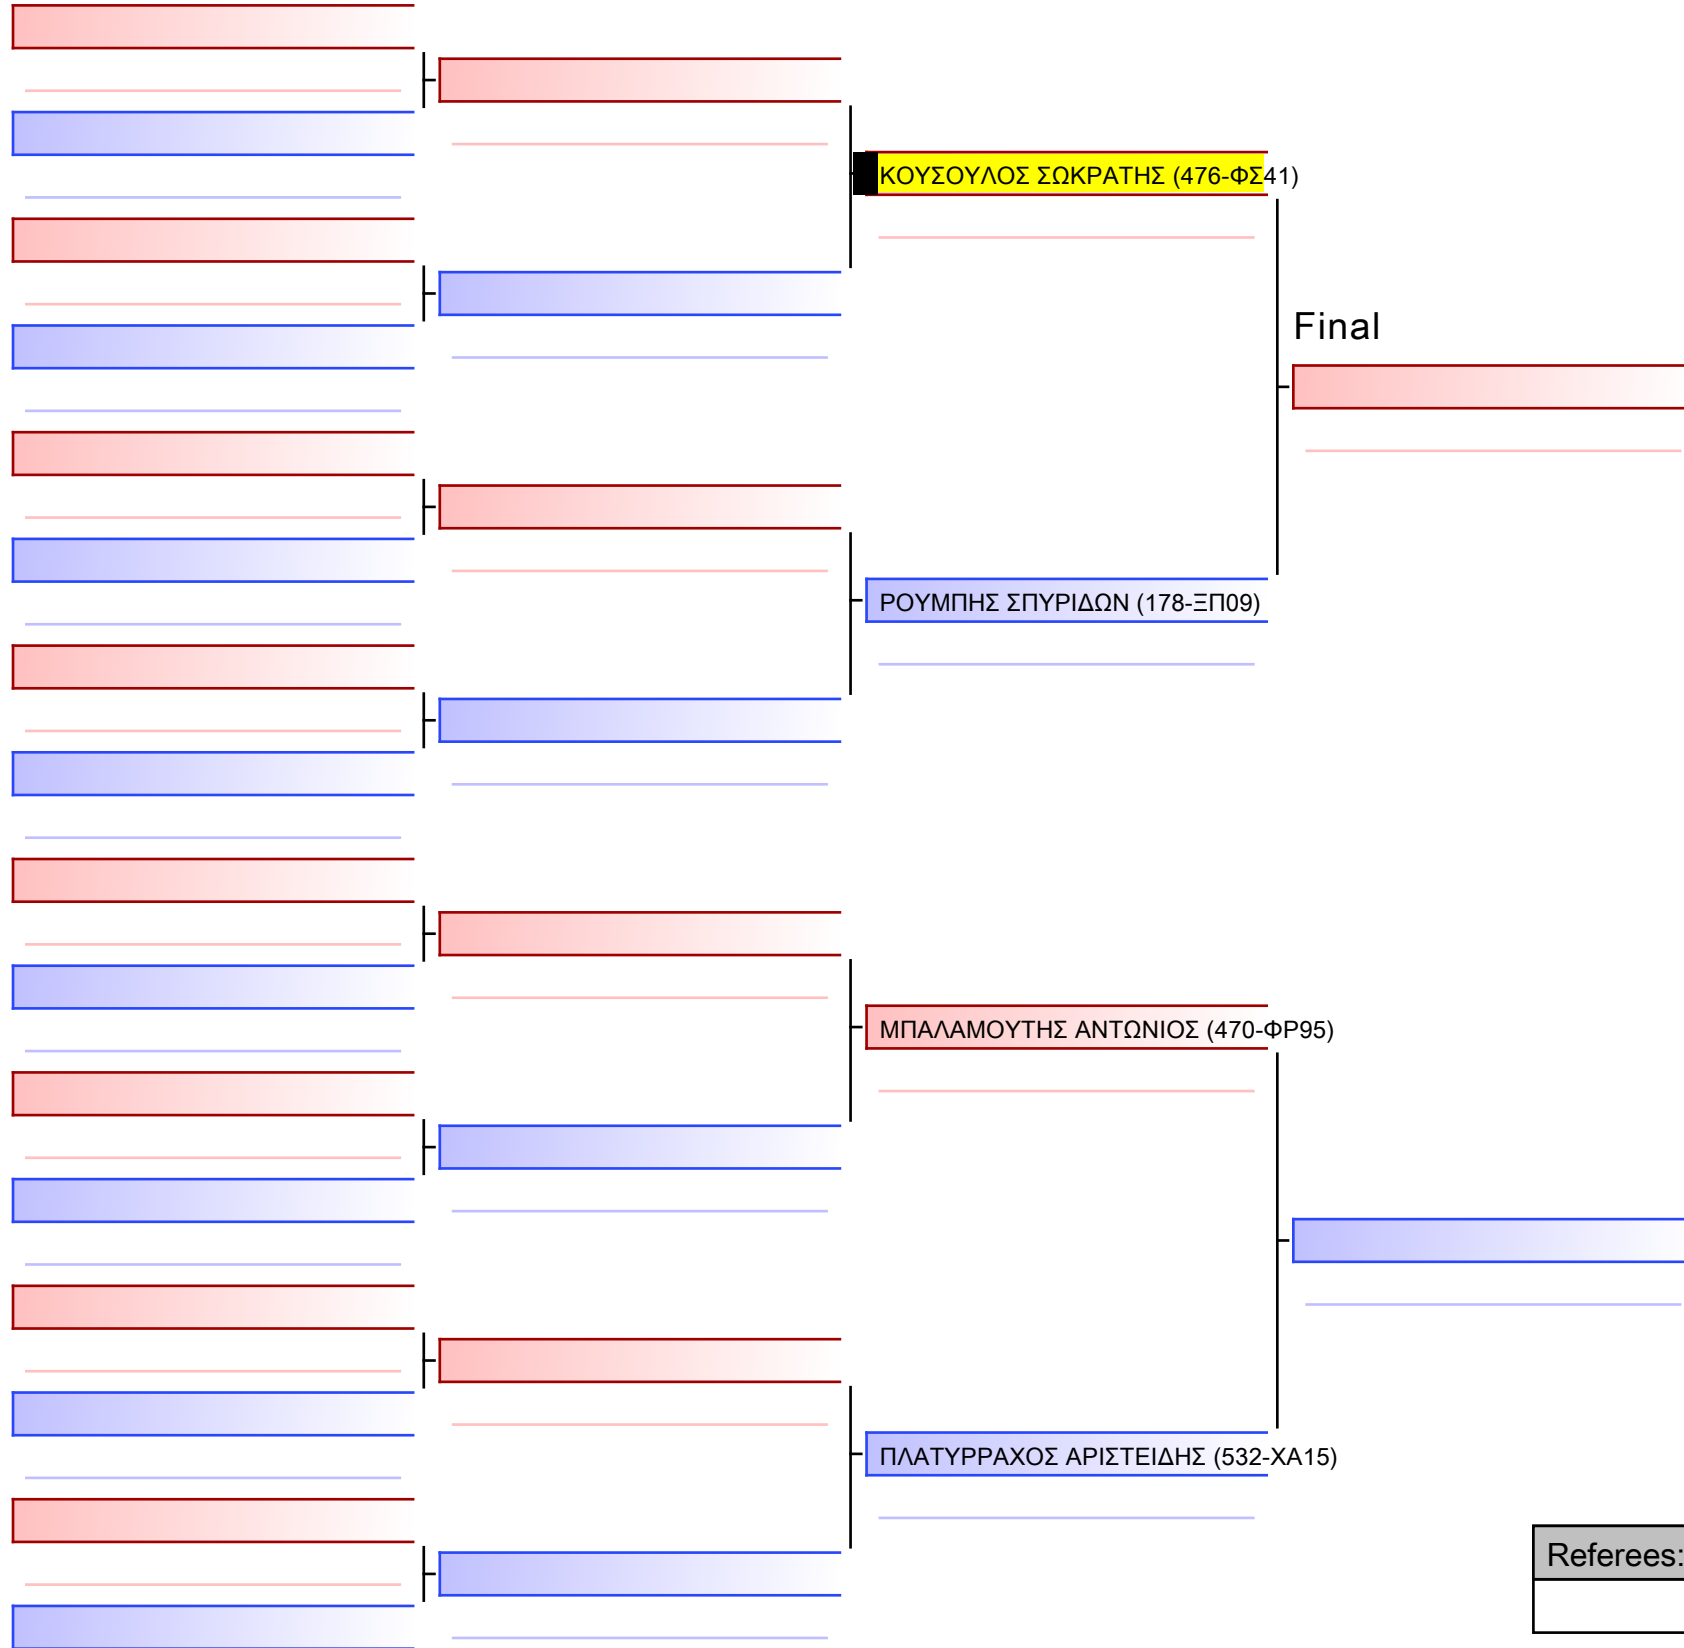 ΚΟΥΣΟΥΛΟΣ ΣΩΚΡΑΤΗΣ (476-ΦΣ41)
Final
ΡΟΥΜΠΗΣ ΣΠΥΡΙΔΩΝ (178-ΞΠ09)
ΜΠΑΛΑΜΟΥΤΗΣ ΑΝΤΩΝΙΟΣ (470-ΦΡ95)
ΠΛΑΤΥΡΡΑΧΟΣ ΑΡΙΣΤΕΙΔΗΣ (532-ΧΑ15)
Referees: